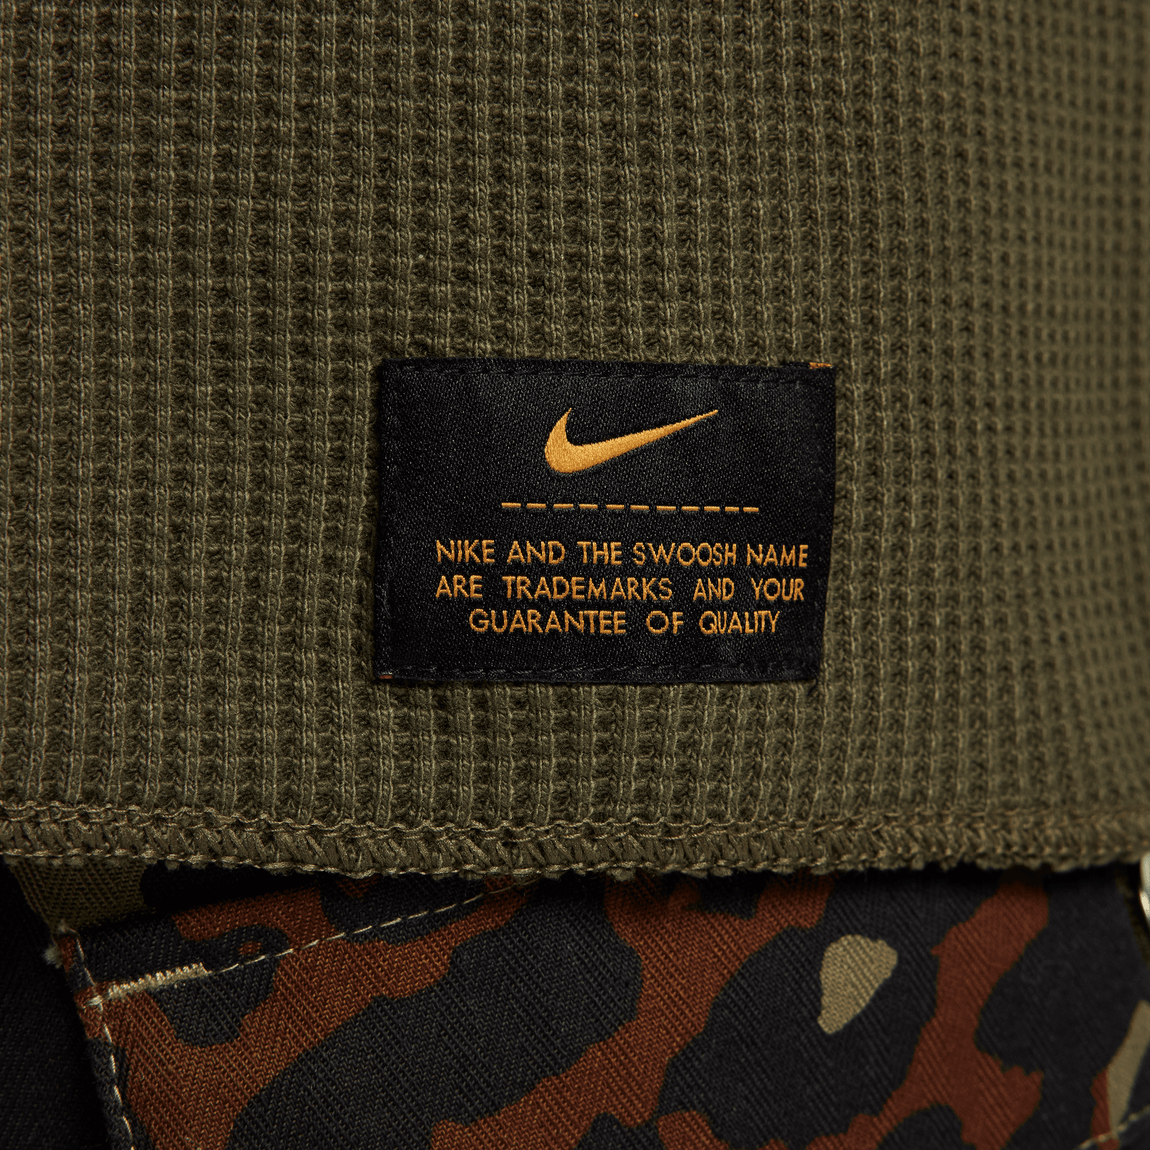 NIKE AND THE SWOOSH NAME
ARE TRADEMARKS AND YOUR
GUARANTEE OF QUALITY